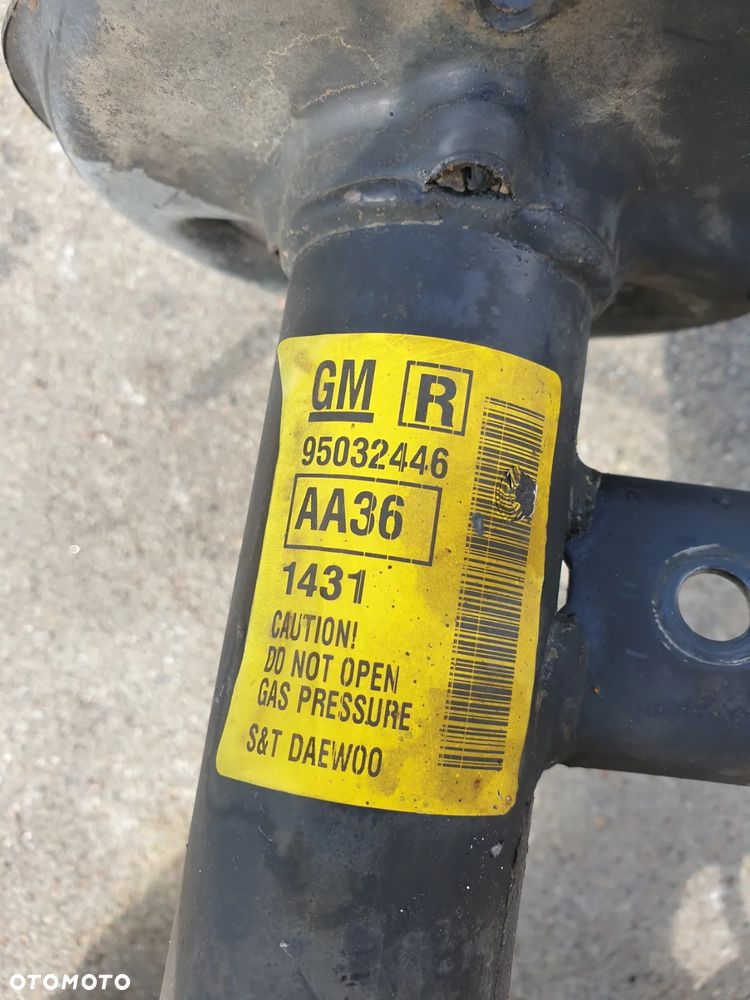 GM R
95032446
AA36
1431
CAUTION!
DO NOT OPEN
GAS PRESSURE
S&T DAEWOO
OTOMOTO